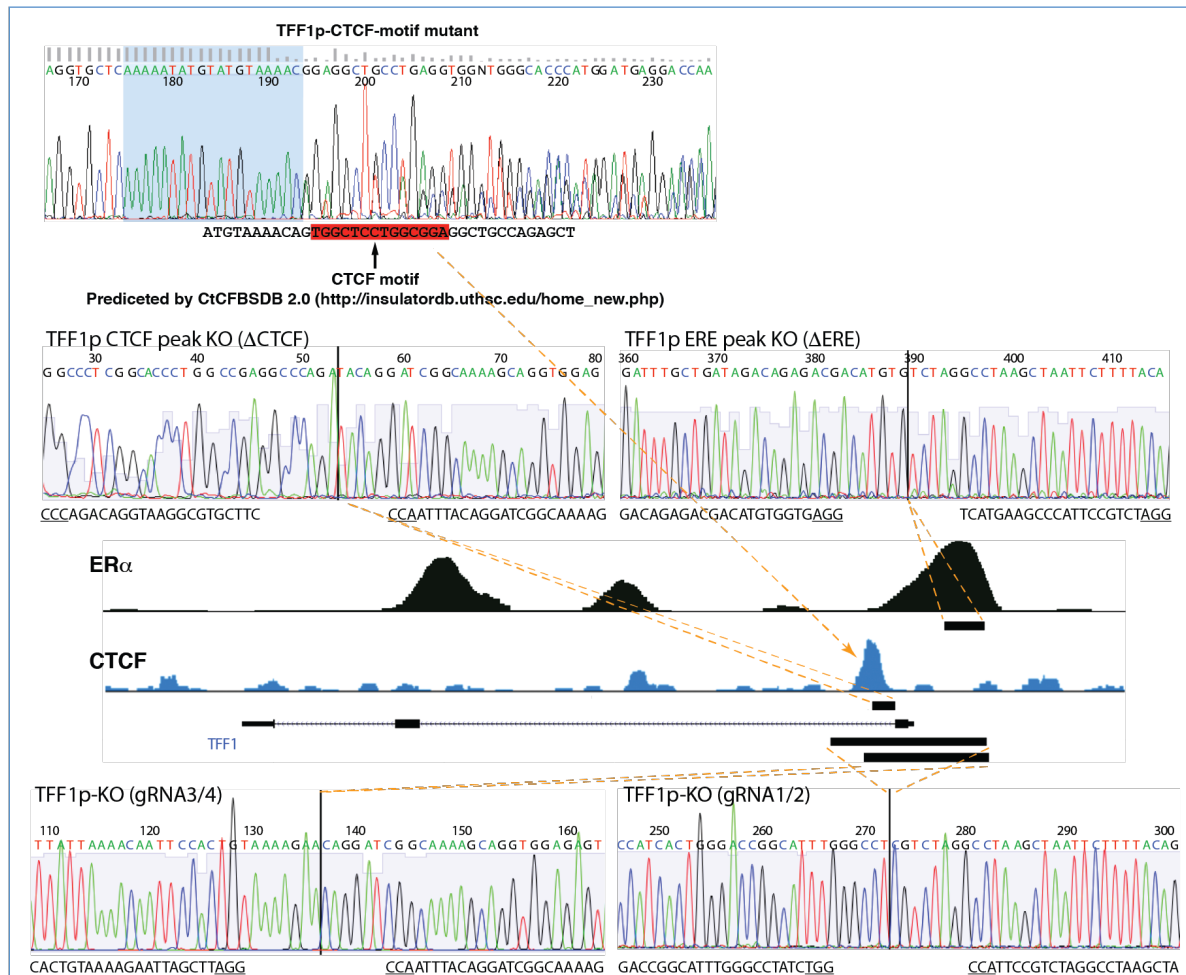 TFF1p-CTCF-motif mutant
AGGTGCTCAAAAATATGTATGTAAAACGGAGGCTGCCTGAGGTGGNTGGGCACCCATGGATGAGGACCAA
170 180 190 200 210 220 230
ATGTAAAACAGTGGCTCCTGGCGGAGGCTGCCAGAGCT
CTCF motif
Prediceted by CtCFBSDB 2.0 (http://insulatordb.uthsc.edu/home_new.php)
TFF1p CTCF peak KO (ΔCTCF)
30 40 50 60 70 80
GGCCCTCGGCACCCTGGCCGAGGCCCAGATACAGGATCGGCAAAAGCAGGTGGAG
CCCAGACAGGTAAGGCGTGCTTC CCAATTTACAGGATCGGCAAAAG
TFF1p ERE peak KO (ΔERE)
360 370 380 390 400 410
GATTTGCTGATAGACAGAGACGACATGTGTCTAGGCCTAAGCTAATTCTTTTACA
GACAGAGACGACATGTGGTGAGG TCATGAAGCCCATTCCGTCTAGG
ERα
CTCF
TFF1
TFF1p-KO (gRNA3/4)
110 120 130 140 150 160
TTATTAAAACAATTCCACTGTAAAAGAACAGGATCGGCAAAAGCAGGTGGAGAGT
CACTGTAAAAGAATTAGCTTAGG CCAATTTACAGGATCGGCAAAAG
TFF1p-KO (gRNA1/2)
250 260 270 280 290 300
CCATCACTGGGACCGGCATTTGGGCCTCGTCTAGGCCTAAGCTAATTCTTTTACAG
GACCGGCATTTGGGCCTATCTGG CCATTCCGTCTAGGCCTAAGCTA